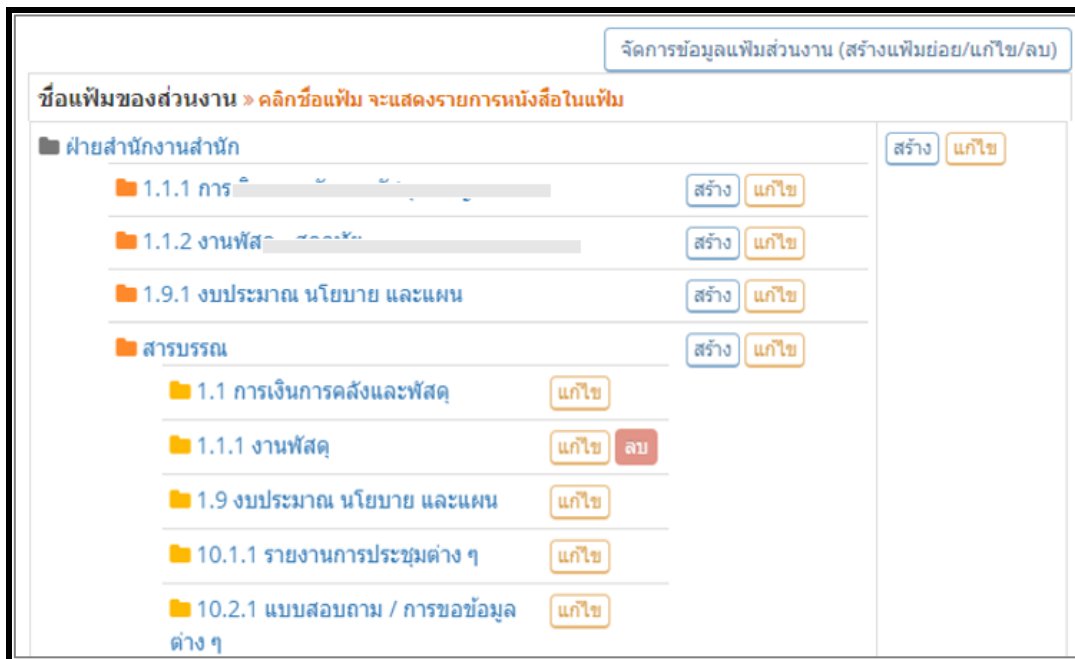 จัดการข้อมูลแฟ้มส่วนงาน (สร้างแฟ้มย่อย/แก้ไข/ลบ)
ชื่อแฟ้มของส่วนงาน » คลิกชื่อแฟ้ม จะแสดงรายการหนังสือในแฟ้ม
ฝ่ายสำนักงานสำนัก สร้าง แก้ไข
1.1.1 การ สร้าง แก้ไข
1.1.2 สร้าง แก้ไข
1.9.1 งบประมาณ นโยบาย และแผน สร้าง แก้ไข
สารบรรณ สร้าง แก้ไข
1.1 การเงินการคลังและพัสดุ แก้ไข
1.1.1 งานพัสดุ แก้ไข ลบ
1.9 งบประมาณ นโยบาย และแผน แก้ไข
10.1.1 รายงานการประชุมต่าง ๆ แก้ไข
10.2.1 แบบสอบถาม / การขอข้อมูล แก้ไข
ต่าง ๆ